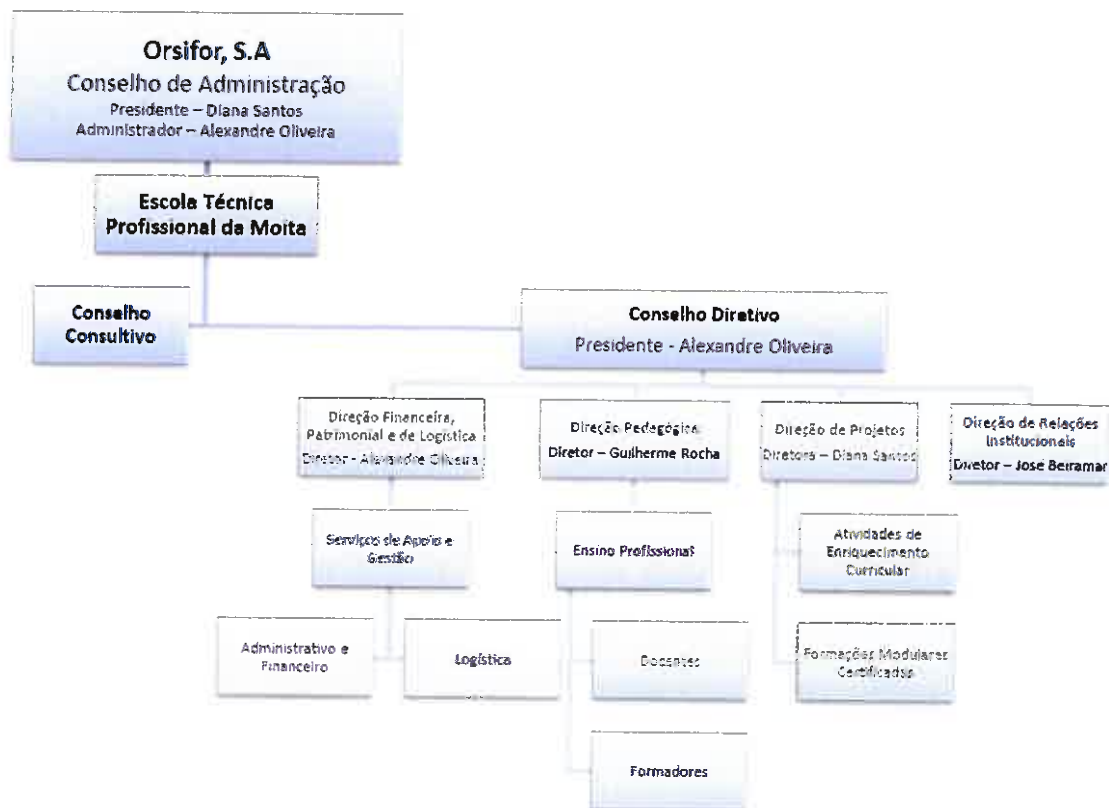 Orsifor, S.A
Conselho de Administração
Presidente – Diana Santos
Administrador – Alexandre Oliveira
Escola Técnica
Profissional da Moita
Conselho
Consultivo
Conselho Diretivo
Presidente - Alexandre Oliveira
Direção Financeira,
Patrimonial e de Logística
Diretor - Alexandre Oliveira
Direção Pedagógica
Diretor – Guilherme Rocha
Direção de Projetos
Diretora – Diana Santos
Direção de Relações
Institucionais
Diretor – José Beiramar
Serviços de Apoio e
Gestão
Ensino Profissional
Atividades de
Enriquecimento
Curricular
Administrativo e
Financeiro
Logística
Docentes
Formações Modulares
Certificadas
Formadores